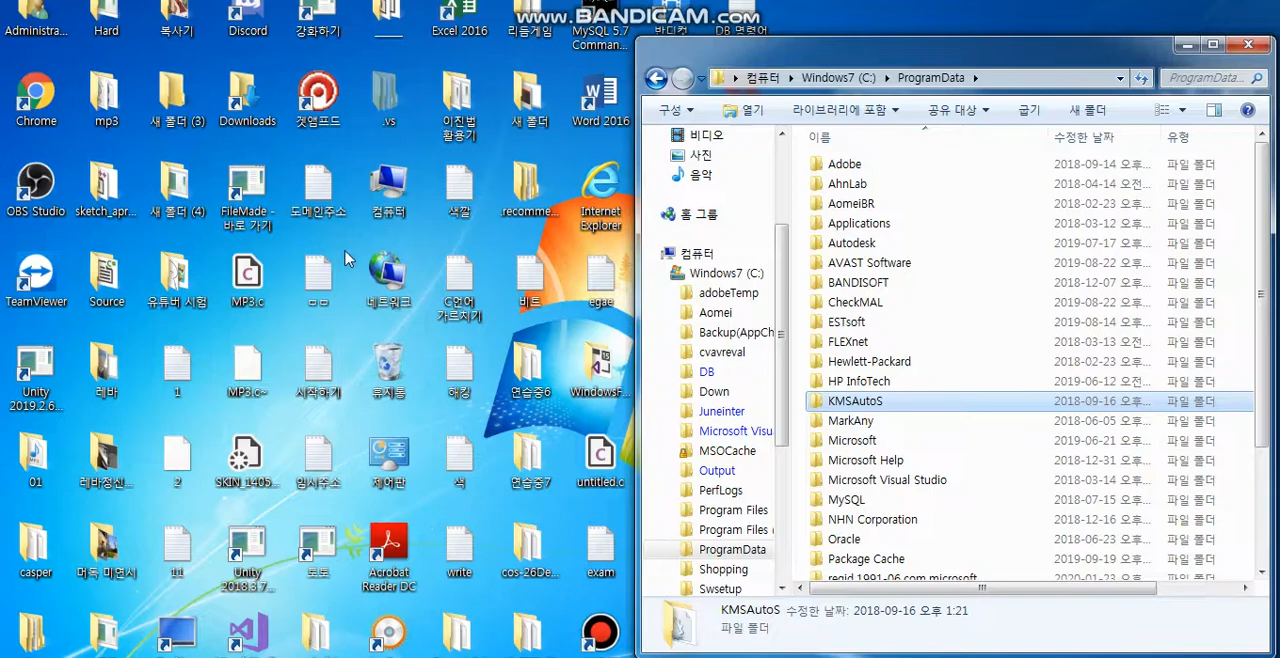 www.BANDICAM.com
Administra... Hard 복사기 Discord 강화하기 ____ Excel 2016 리듬게임 MySQL 5.7 Comman... 반디컷 DB 명령어
Chrome mp3 새 폴더 (3) Downloads 겟앰프드 .vs 이진법 활용기 새 폴더 Word 2016
OBS Studio sketch_apr... 새 폴더 (4) FileMade - 바로 가기 도메인주소 컴퓨터 색깔 .recomme... Internet Explorer
TeamViewer Source 유튜버 시험 MP3.c ㅁㅁ 네트워크 C언어 가르치기 비트 egae
Unity 2019.2.6... 레바 1 MP3.c~ 시작하기 휴지통 해킹 연습중6 WindowsF...
01 레바정신... 2 SKIN_1405... 임시주소 제어판 색 연습중7 untitled.c
casper 머독 미연시 11 Unity 2018.3.7... 토토 Acrobat Reader DC write cos-26De... exam
컴퓨터 Windows7 (C:) ProgramData
ProgramData...
구성 열기 라이브러리에 포함 공유 대상 굽기 새 폴더
비디오
사진
음악
홈 그룹
컴퓨터
Windows7 (C:)
adobeTemp
Aomei
Backup(AppCh
cvavreval
DB
Down
Juneinter
Microsoft Visu
MSOCache
Output
PerfLogs
Program Files
Program Files (
ProgramData
Shopping
Swsetup
이름 수정한 날짜 유형
Adobe 2018-09-14 오후... 파일 폴더
AhnLab 2018-04-14 오전... 파일 폴더
AomeiBR 2018-02-23 오후... 파일 폴더
Applications 2018-03-12 오후... 파일 폴더
Autodesk 2019-07-17 오후... 파일 폴더
AVAST Software 2019-08-22 오후... 파일 폴더
BANDISOFT 2018-12-07 오후... 파일 폴더
CheckMAL 2019-08-22 오후... 파일 폴더
ESTsoft 2019-08-14 오후... 파일 폴더
FLEXnet 2018-03-13 오전... 파일 폴더
Hewlett-Packard 2018-02-23 오후... 파일 폴더
HP InfoTech 2019-06-12 오전... 파일 폴더
KMSAutoS 2018-09-16 오후... 파일 폴더
MarkAny 2018-06-05 오후... 파일 폴더
Microsoft 2019-06-21 오후... 파일 폴더
Microsoft Help 2018-12-31 오후... 파일 폴더
Microsoft Visual Studio 2018-03-14 오후... 파일 폴더
MySQL 2018-07-15 오후... 파일 폴더
NHN Corporation 2018-12-16 오후... 파일 폴더
Oracle 2018-06-23 오후... 파일 폴더
Package Cache 2019-09-19 오후... 파일 폴더
regid.1991-06.com.microsoft 2020-01-23 오후... 파일 폴더
KMSAutoS 수정한 날짜: 2018-09-16 오후 1:21
파일 폴더